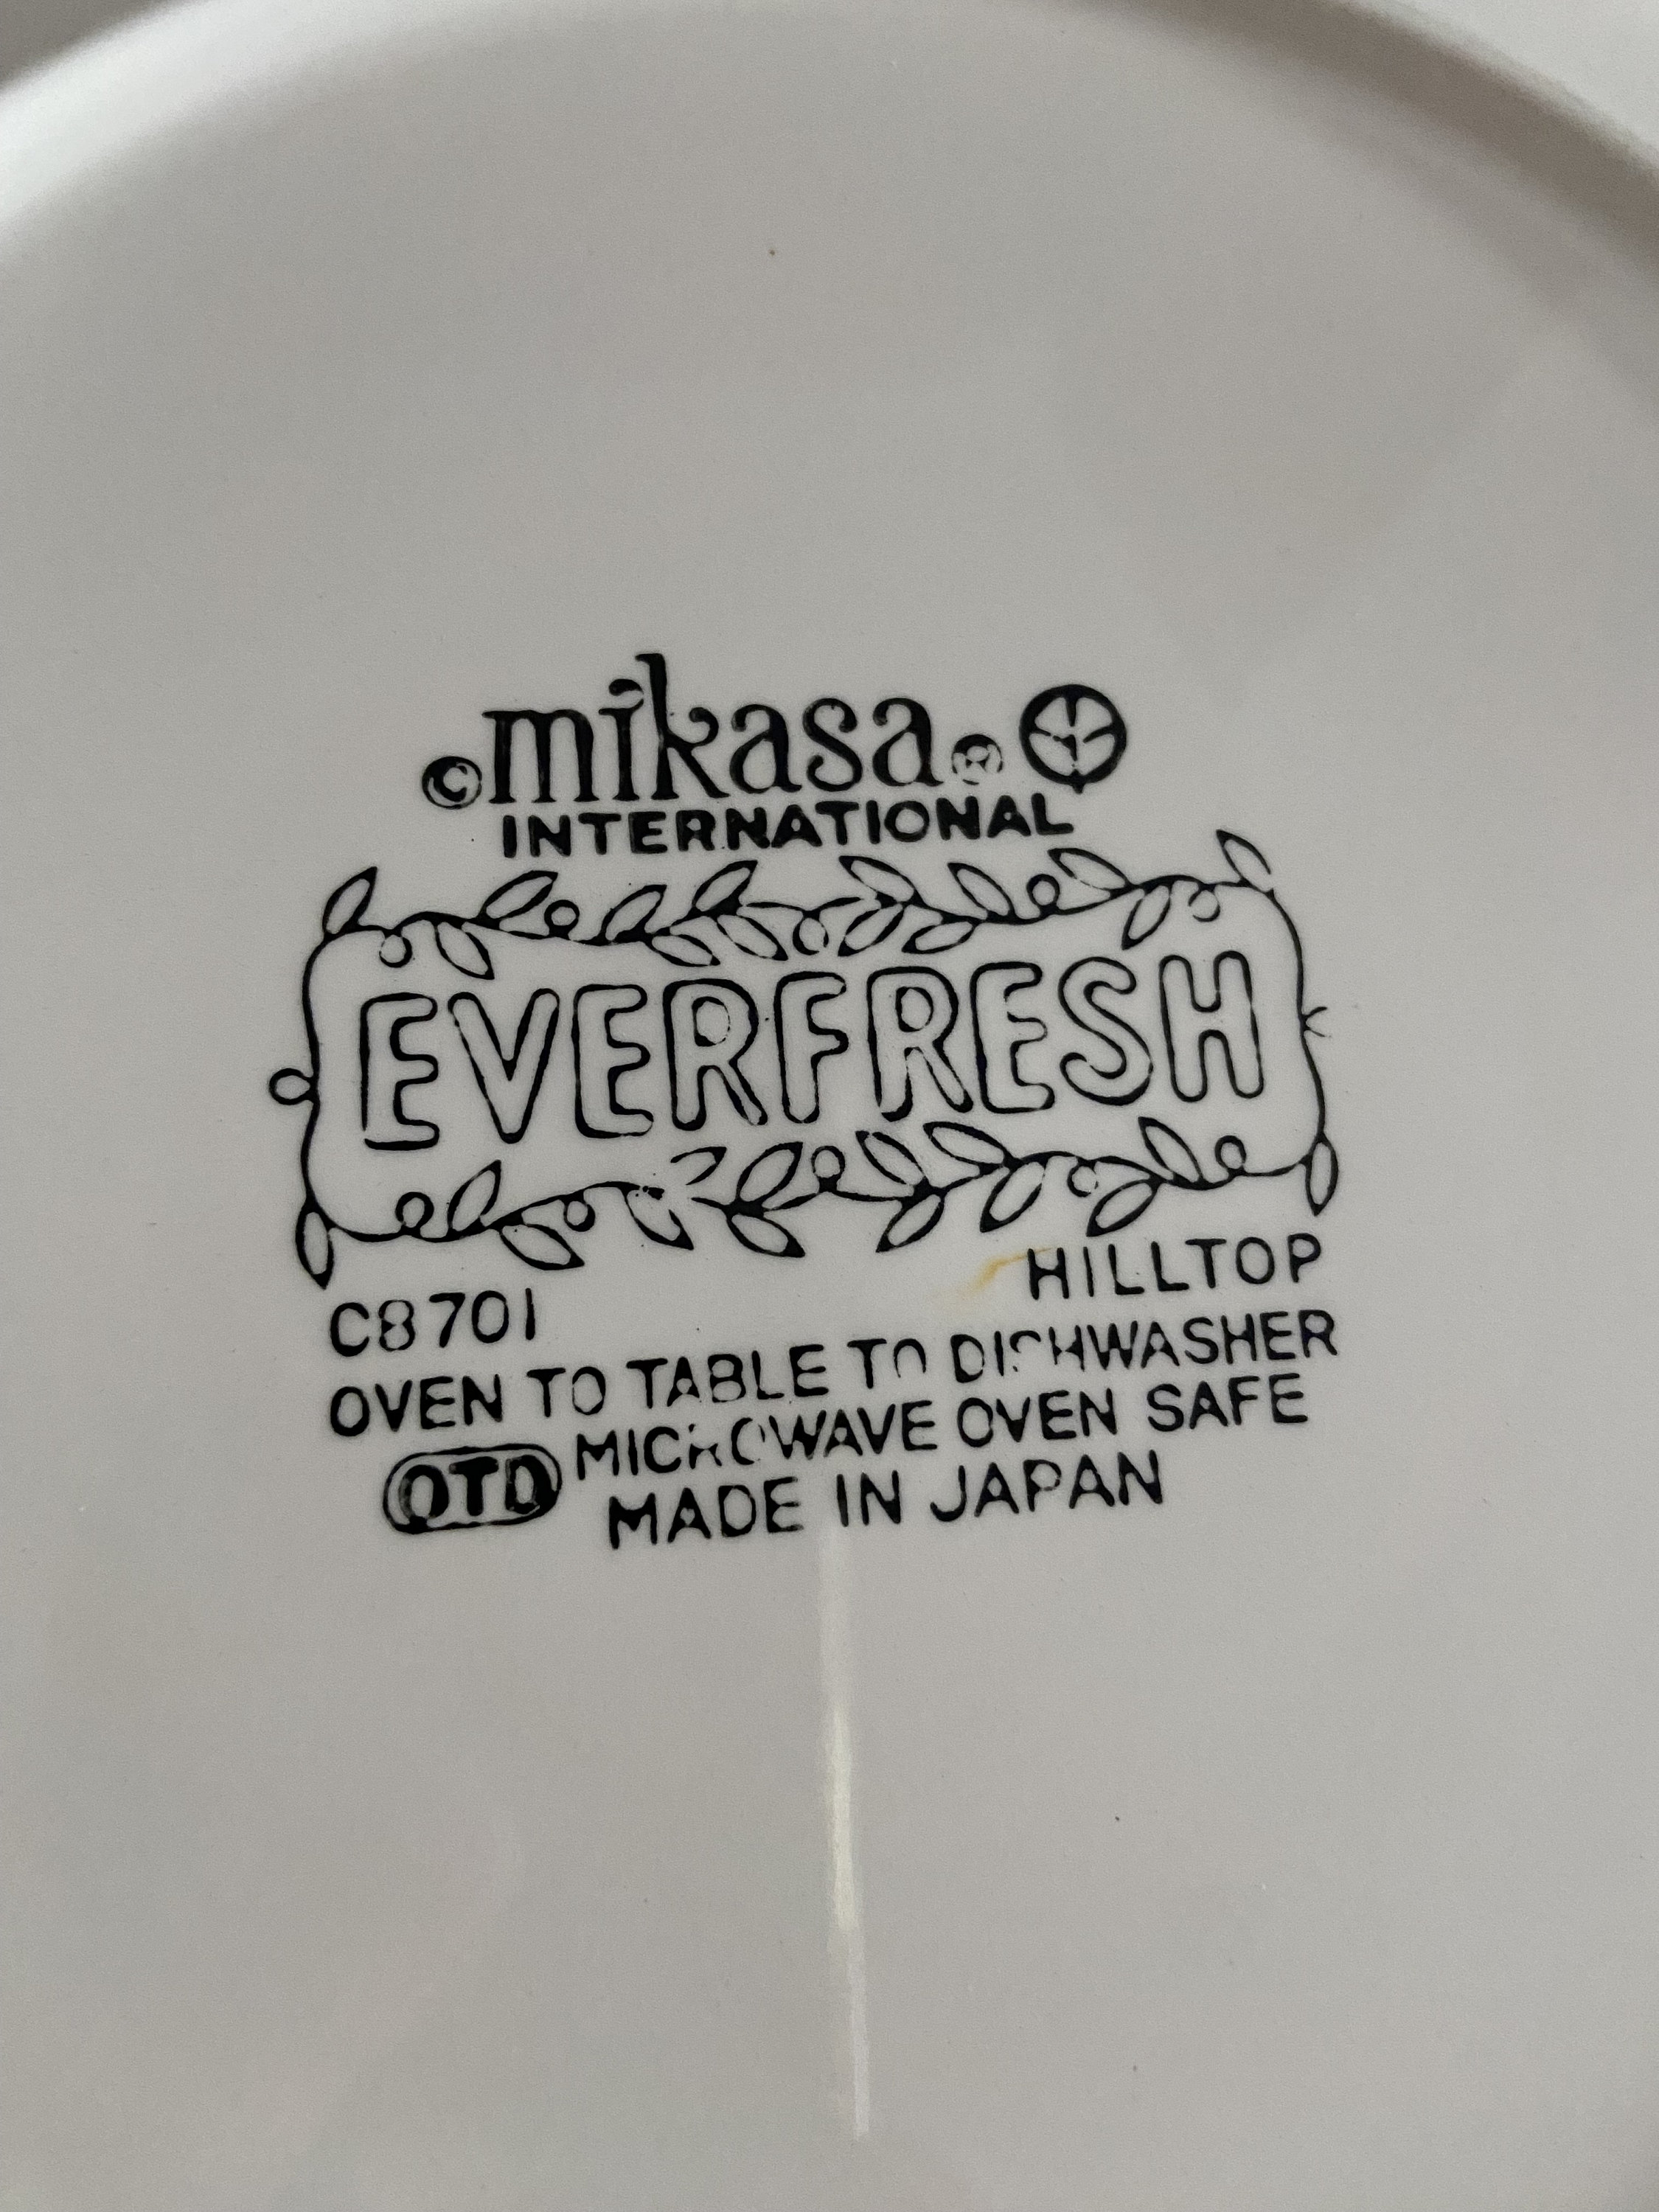 © mikasa ®
INTERNATIONAL
EVERFRESH
C8701 HILLTOP
OVEN TO TABLE TO DISHWASHER
MICROWAVE OVEN SAFE
OTD
MADE IN JAPAN